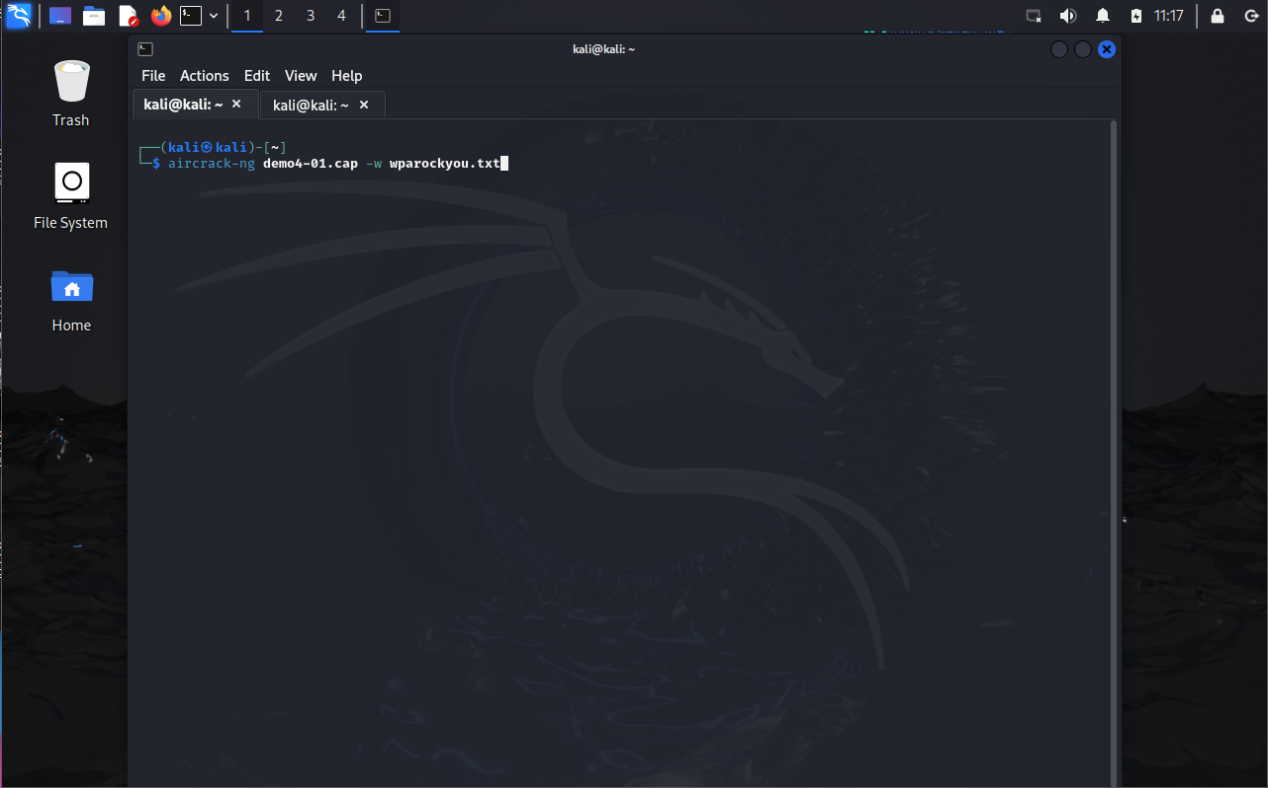 1 2 3 4 11:17
kali@kali: ~
File Actions Edit View Help
kali@kali: ~ × kali@kali: ~ ×
Trash
File System
Home
┌──(kali㉿kali)-[~]
└─$ aircrack-ng demo4-01.cap -w wparockyou.txt